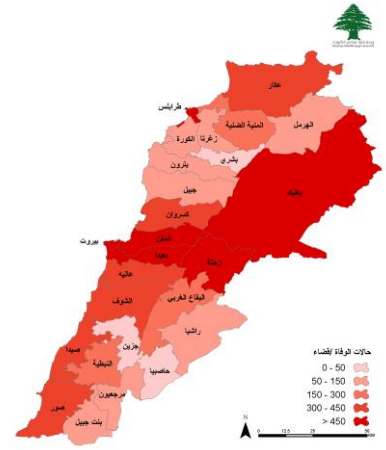 عكار
طرابلس
المنية الضنية
الهرمل
زغرتا
الكورة
بشري
بترون
بعلبك
جبيل
كسروان
المتن
بيروت
بعبدا
زحلة
عاليه
البقاع الغربي
الشوف
راشيا
جزين
صيدا
النبطية
حاصبيا
مرجعيون
صور
بنت جبيل
حالات الوفاة /قضاء
0 - 50
50 - 150
150 - 300
300 - 450
> 450
N
0 12.5 25 50